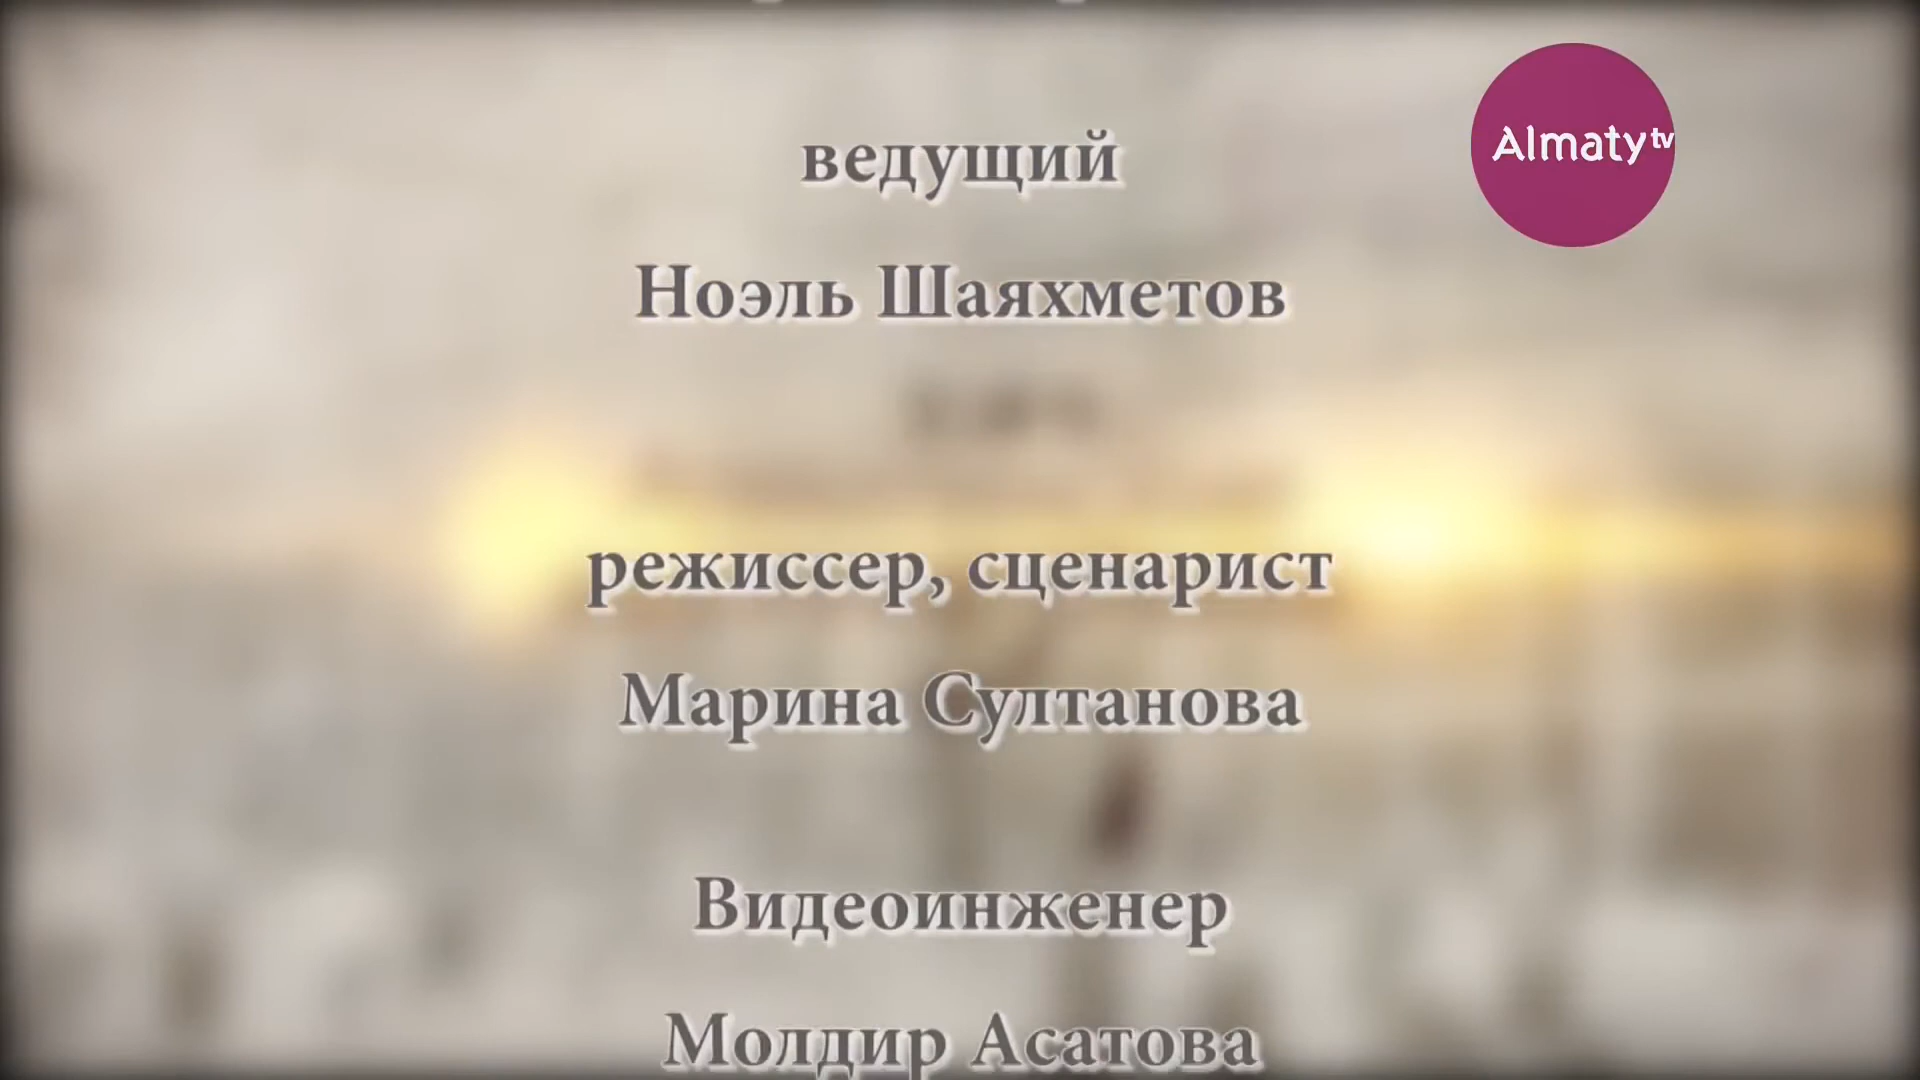 Almaty tv
ведущий
Ноэль Шаяхметов
режиссер, сценарист
Марина Султанова
Видеоинженер
Молдир Асатова